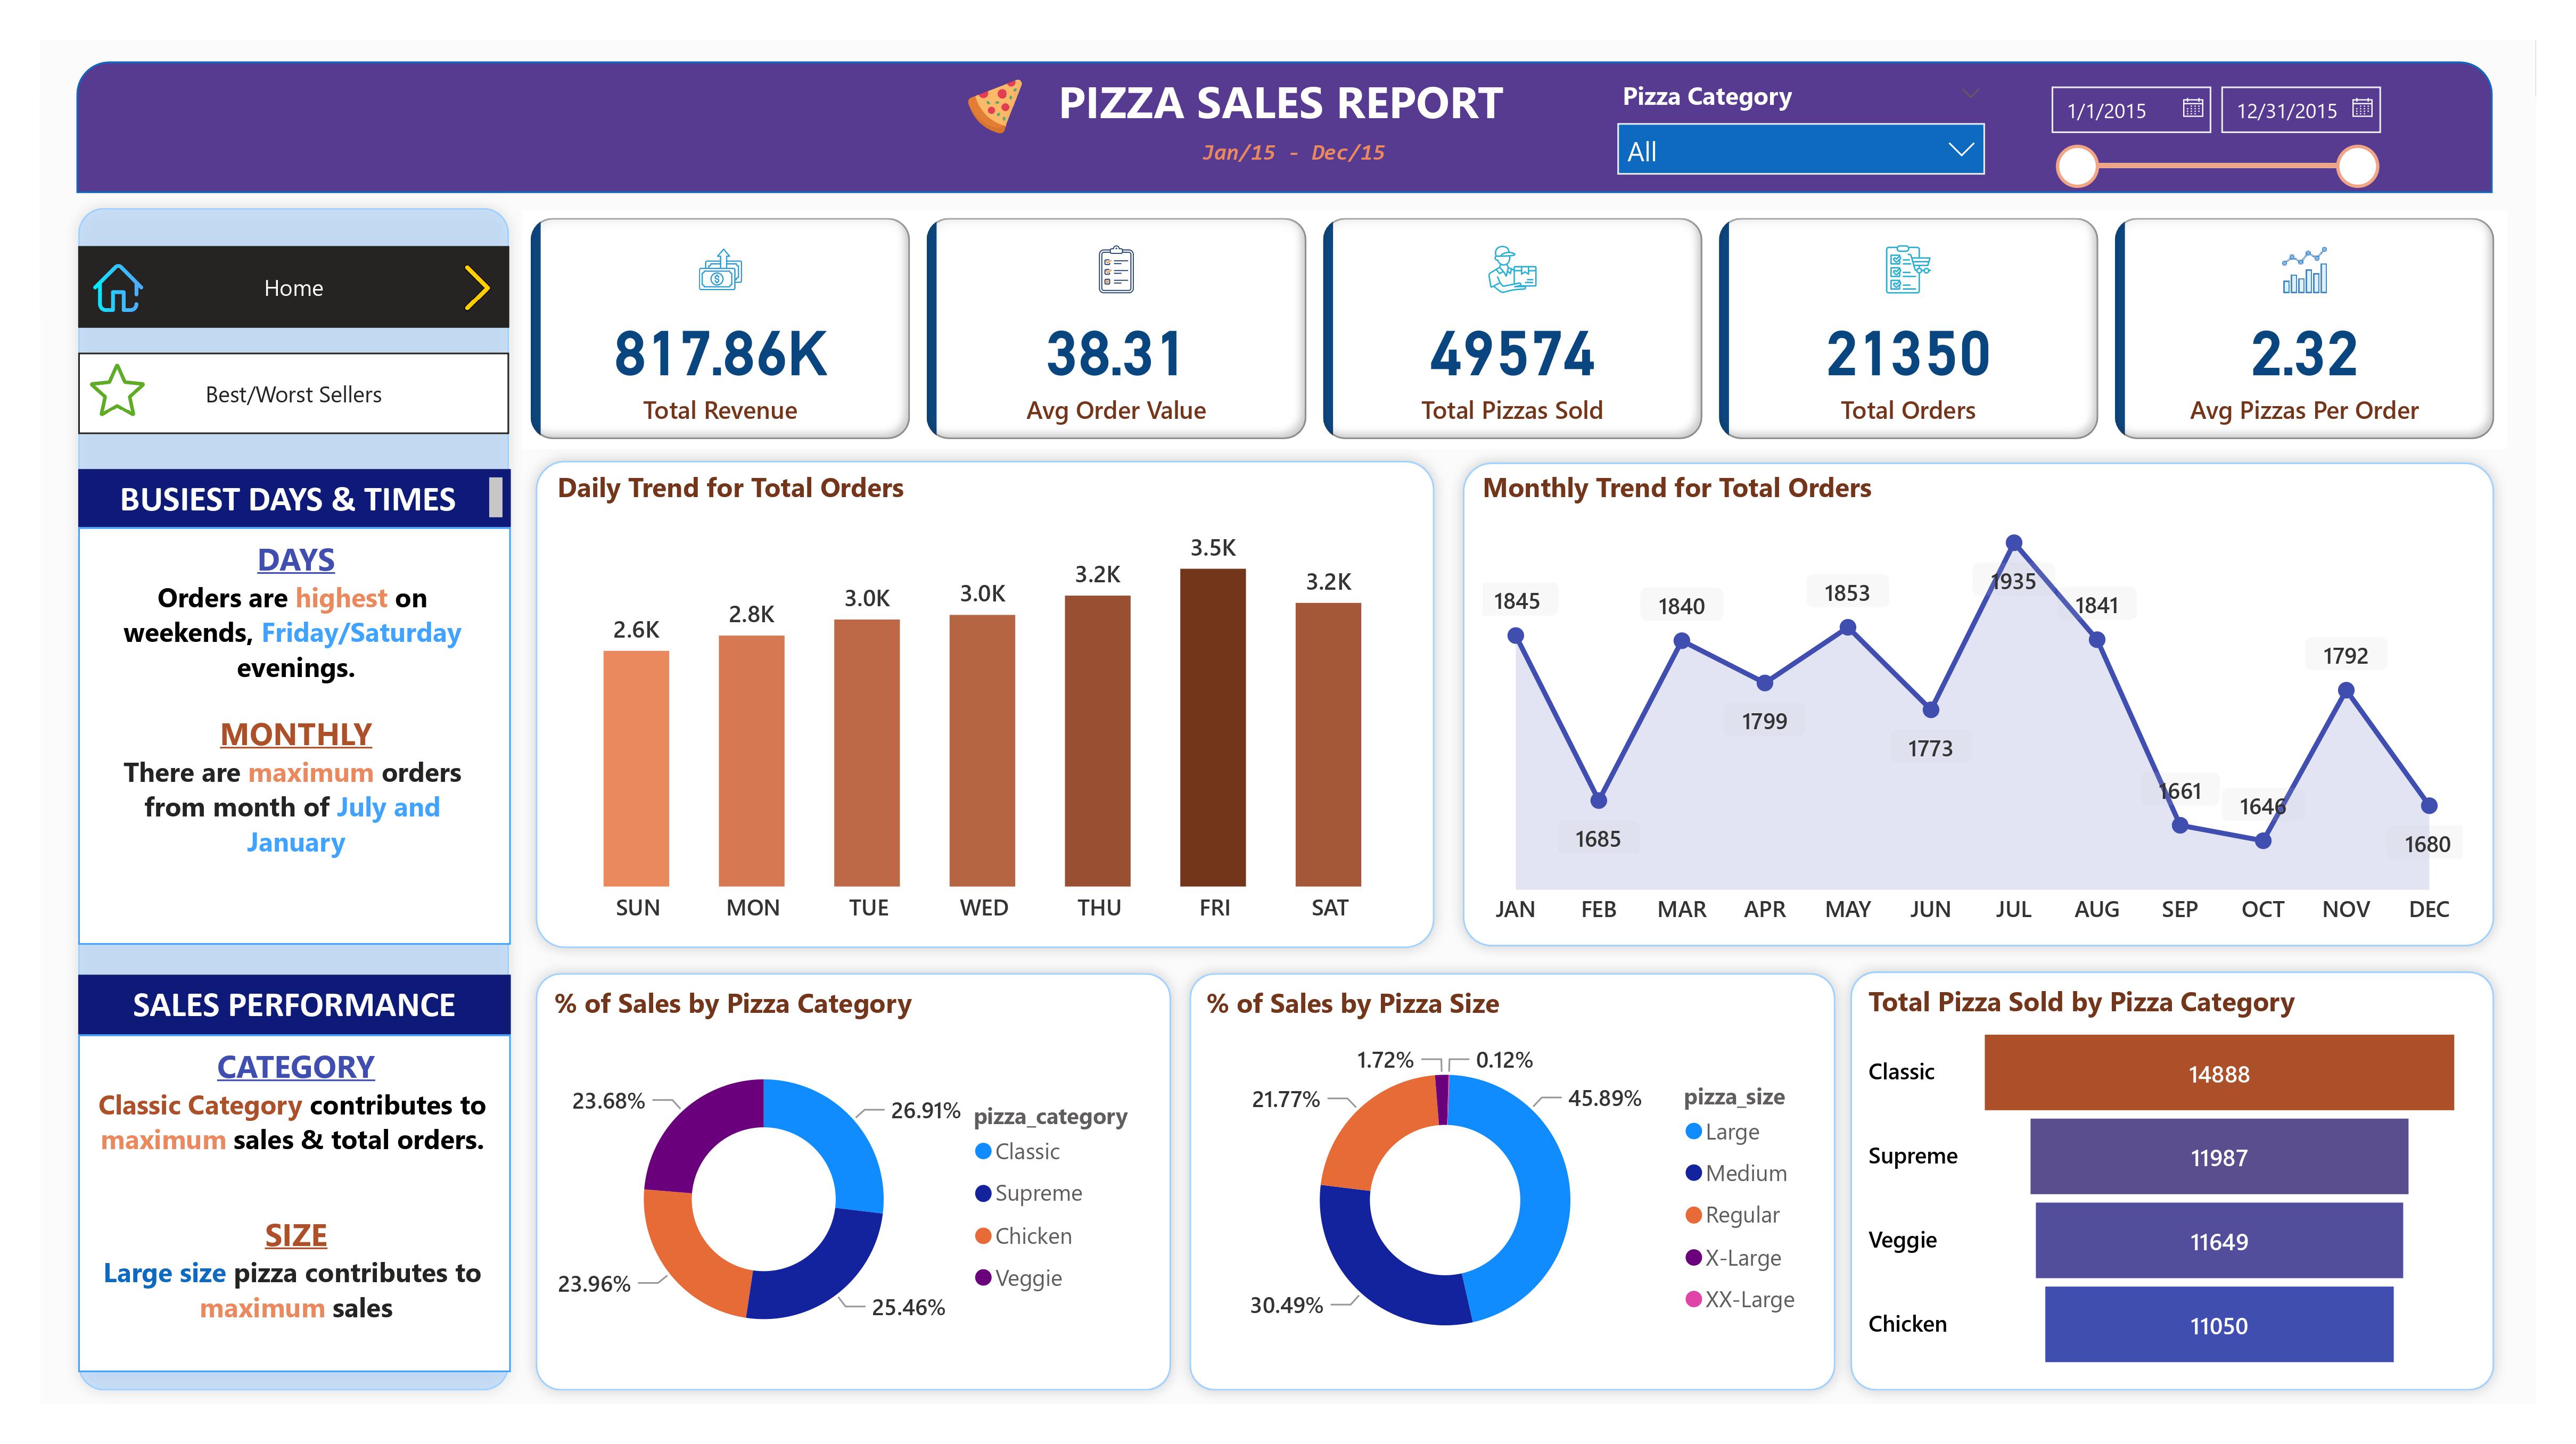 PIZZA SALES REPORT
Jan/15 - Dec/15
Pizza Category
All
1/1/2015
12/31/2015
Home
Best/Worst Sellers
817.86K
Total Revenue
38.31
Avg Order Value
49574
Total Pizzas Sold
21350
Total Orders
2.32
Avg Pizzas Per Order
BUSIEST DAYS & TIMES
DAYS
Orders are highest on
weekends, Friday/Saturday
evenings.
MONTHLY
There are maximum orders
from month of July and
January
SALES PERFORMANCE
CATEGORY
Classic Category contributes to
maximum sales & total orders.
SIZE
Large size pizza contributes to
maximum sales
Daily Trend for Total Orders
2.6K
2.8K
3.0K
3.0K
3.2K
3.5K
3.2K
SUN MON TUE WED THU FRI SAT
Monthly Trend for Total Orders
1845
1685
1840
1799
1853
1773
1935
1841
1661
1646
1792
1680
JAN FEB MAR APR MAY JUN JUL AUG SEP OCT NOV DEC
% of Sales by Pizza Category
23.68%
26.91%
23.96%
25.46%
pizza_category
Classic
Supreme
Chicken
Veggie
% of Sales by Pizza Size
1.72%
0.12%
21.77%
45.89%
30.49%
pizza_size
Large
Medium
Regular
X-Large
XX-Large
Total Pizza Sold by Pizza Category
Classic 14888
Supreme 11987
Veggie 11649
Chicken 11050